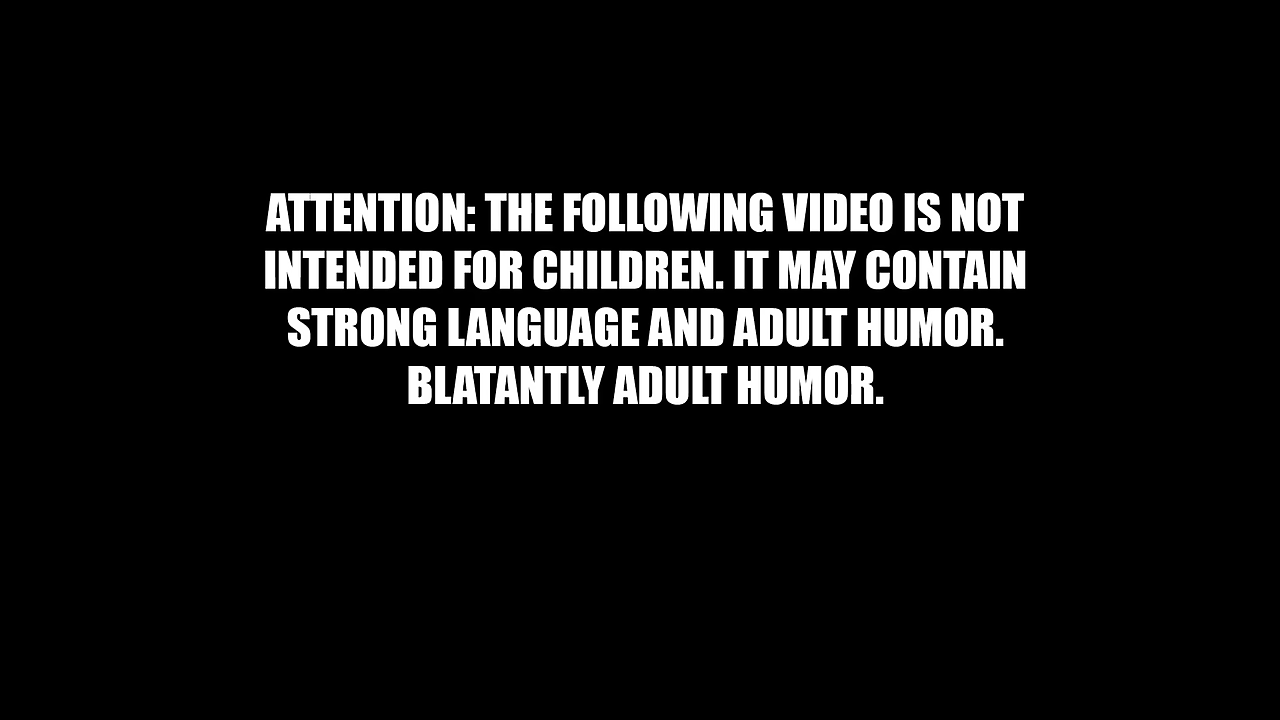 ATTENTION: THE FOLLOWING VIDEO IS NOT
INTENDED FOR CHILDREN. IT MAY CONTAIN
STRONG LANGUAGE AND ADULT HUMOR.
BLATANTLY ADULT HUMOR.